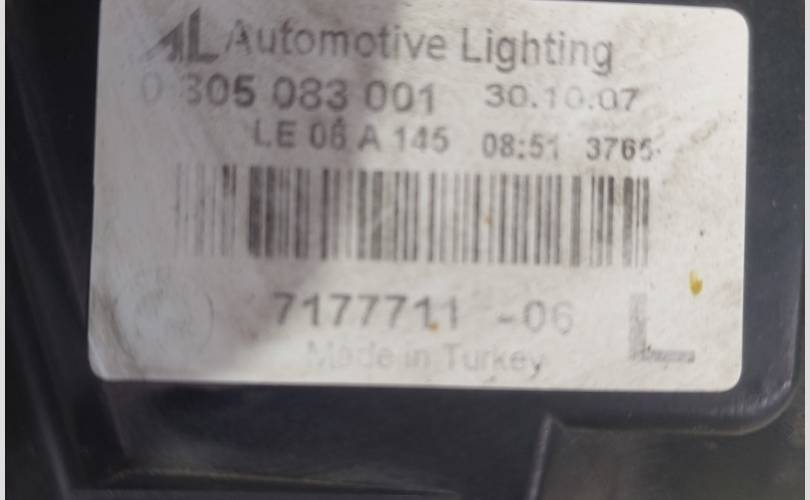 AL Automotive Lighting
0 305 083 001 30.10.07
LE 06 A 145 08:51 3765
7177711 -06 L
Made in Turkey